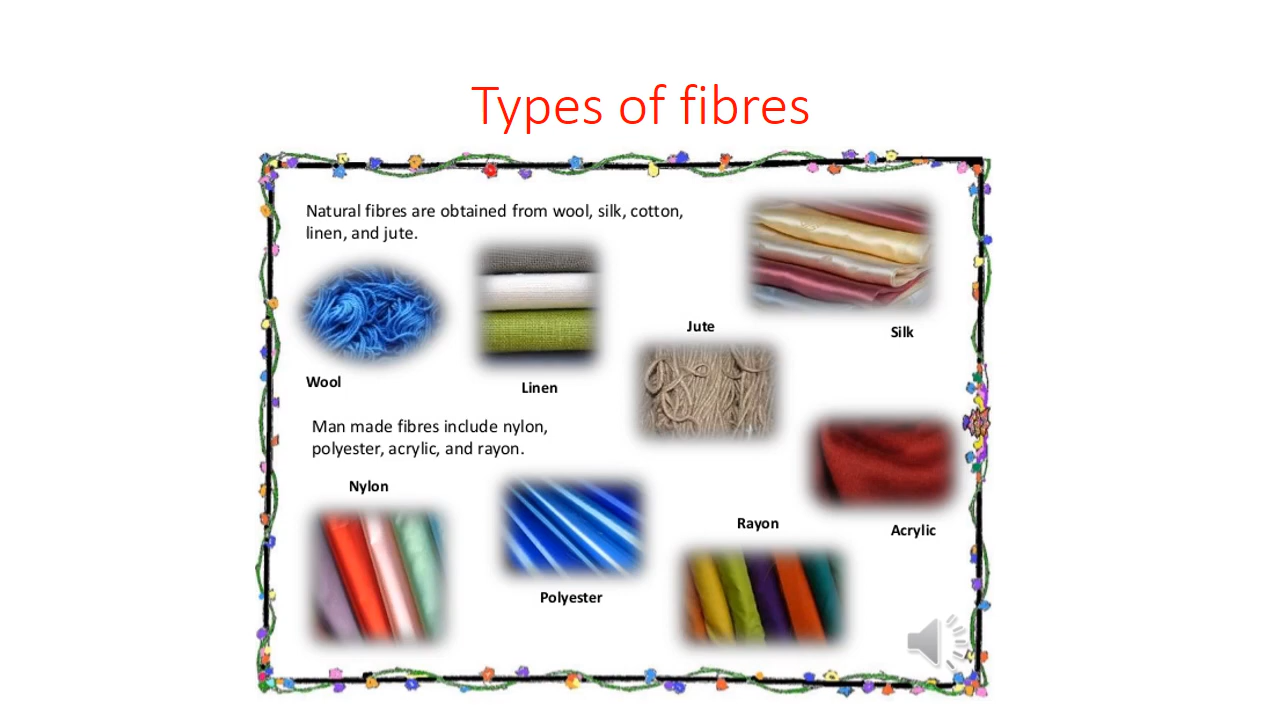 Types of fibres
Natural fibres are obtained from wool, silk, cotton,
linen, and jute.
Jute
Silk
Wool
Linen
Man made fibres include nylon,
polyester, acrylic, and rayon.
Nylon
Rayon
Acrylic
Polyester